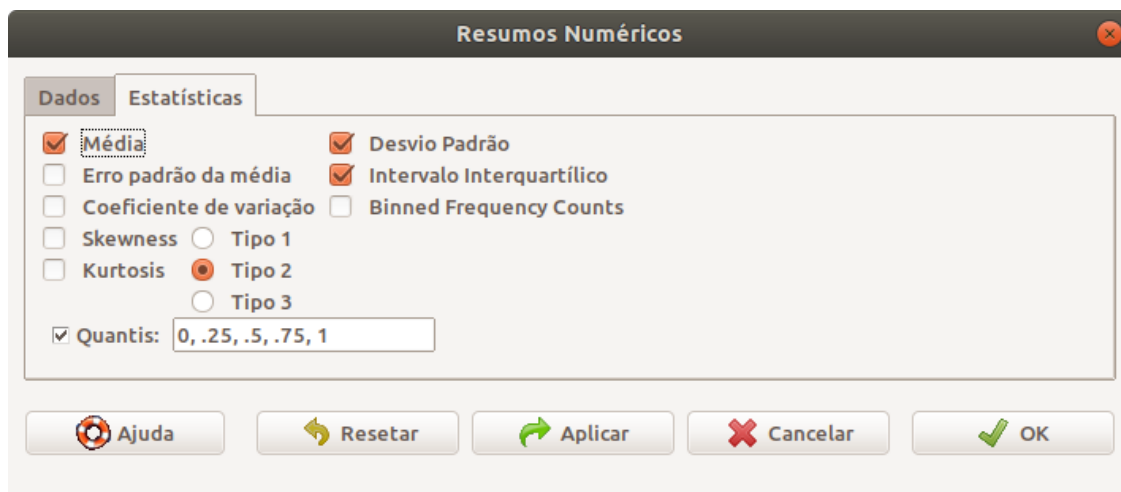 Resumos Numéricos
Dados Estatísticas
Média Desvio Padrão
Erro padrão da média Intervalo Interquartílico
Coeficiente de variação Binned Frequency Counts
Skewness Tipo 1
Kurtosis Tipo 2
Tipo 3
Quantis: 0, .25, .5, .75, 1
Ajuda Resetar Aplicar Cancelar OK